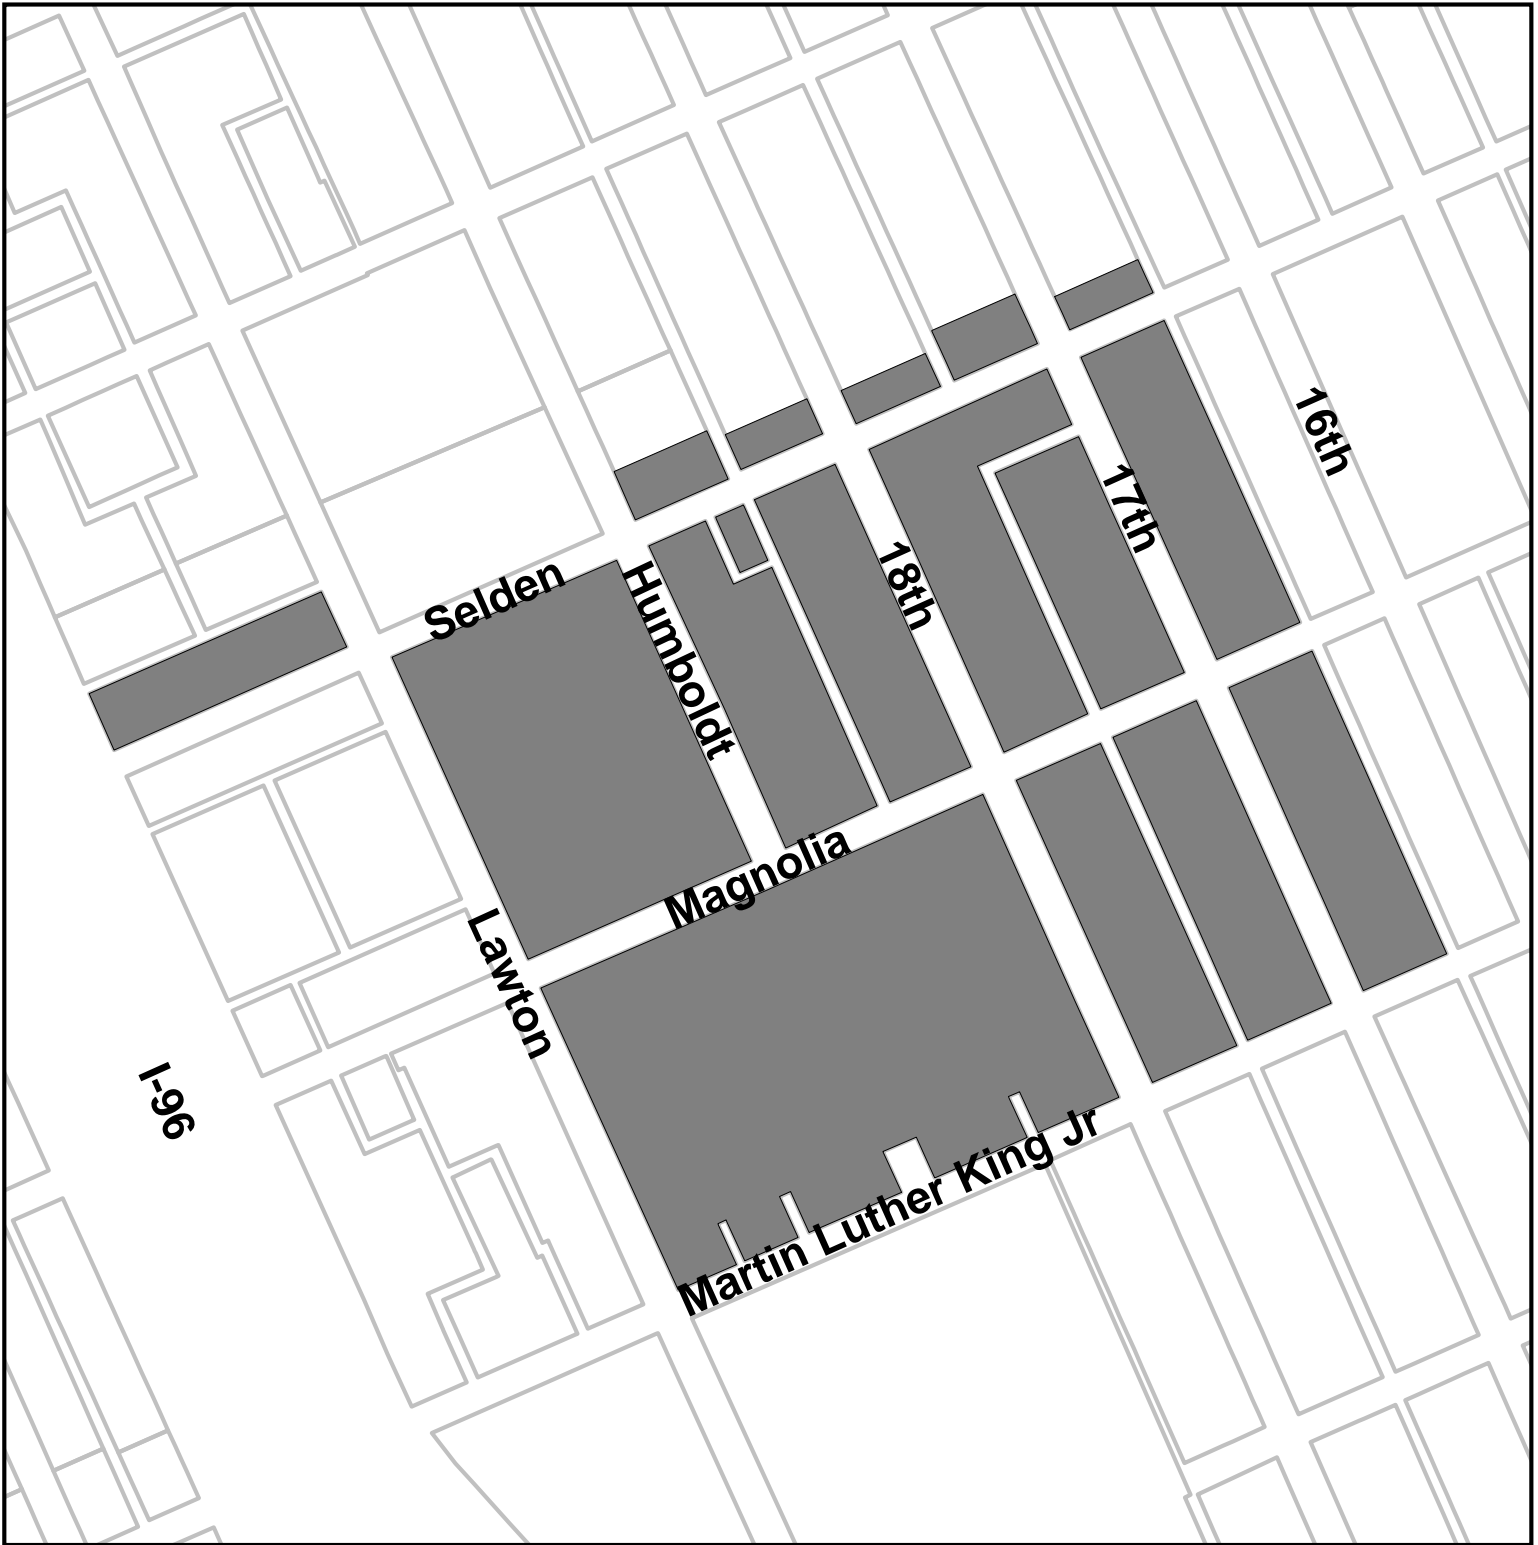 16th
17th
18th
Selden
Humboldt
Magnolia
Lawton
I-96
Martin Luther King Jr